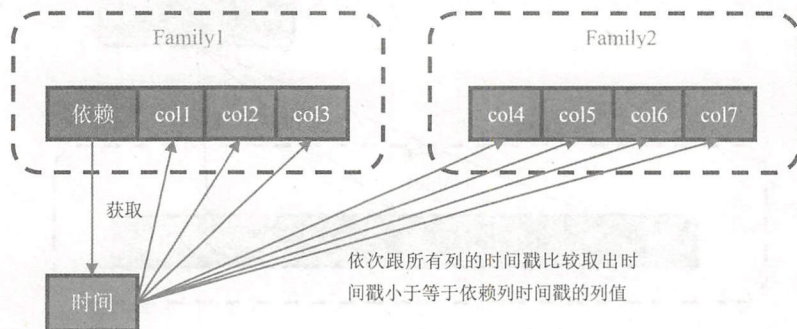 Family1 Family2
依赖 col1 col2 col3 col4 col5 col6 col7
获取
依次跟所有列的时间戳比较取出时
间戳小于等于依赖列时间戳的列值
时间